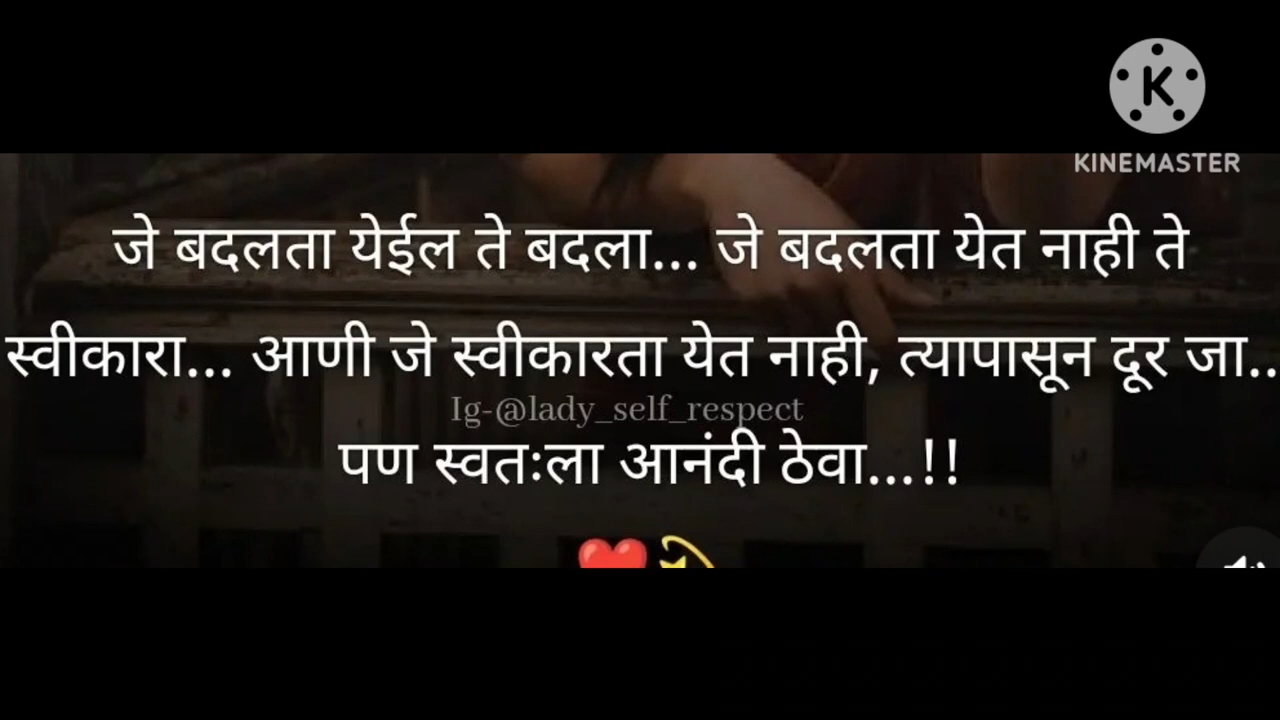 K
KINEMASTER
जे बदलता येईल ते बदला... जे बदलता येत नाही ते
स्वीकारा... आणी जे स्वीकारता येत नाही, त्यापासून दूर जा..
Ig-@lady_self_respect
पण स्वतःला आनंदी ठेवा...!!